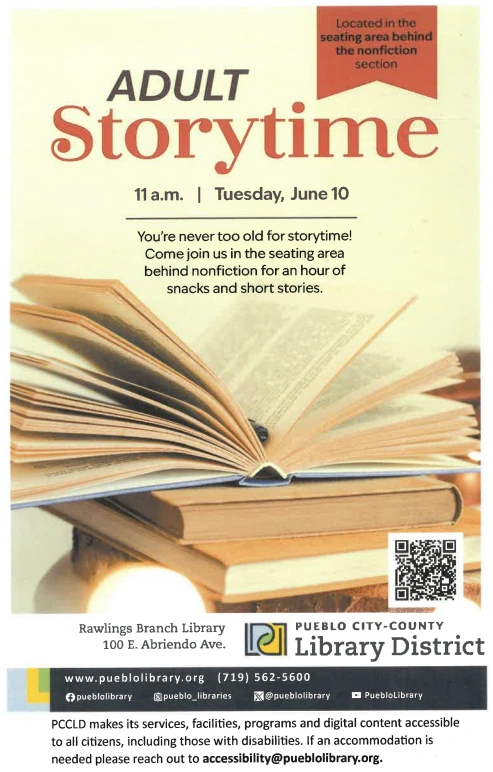 Located in the
seating area behind
the nonfiction
section
ADULT
Storytime
11 a.m. | Tuesday, June 10
You're never too old for storytime!
Come join us in the seating area
behind nonfiction for an hour of
snacks and short stories.
Rawlings Branch Library
100 E. Abriendo Ave.
PUEBLO CITY-COUNTY
Library District
www.pueblolibrary.org (719) 562-5600
pueblolibrary pueblo_libraries @pueblolibrary PuebloLibrary
PCCLD makes its services, facilities, programs and digital content accessible
to all citizens, including those with disabilities. If an accommodation is
needed please reach out to accessibility@pueblolibrary.org.